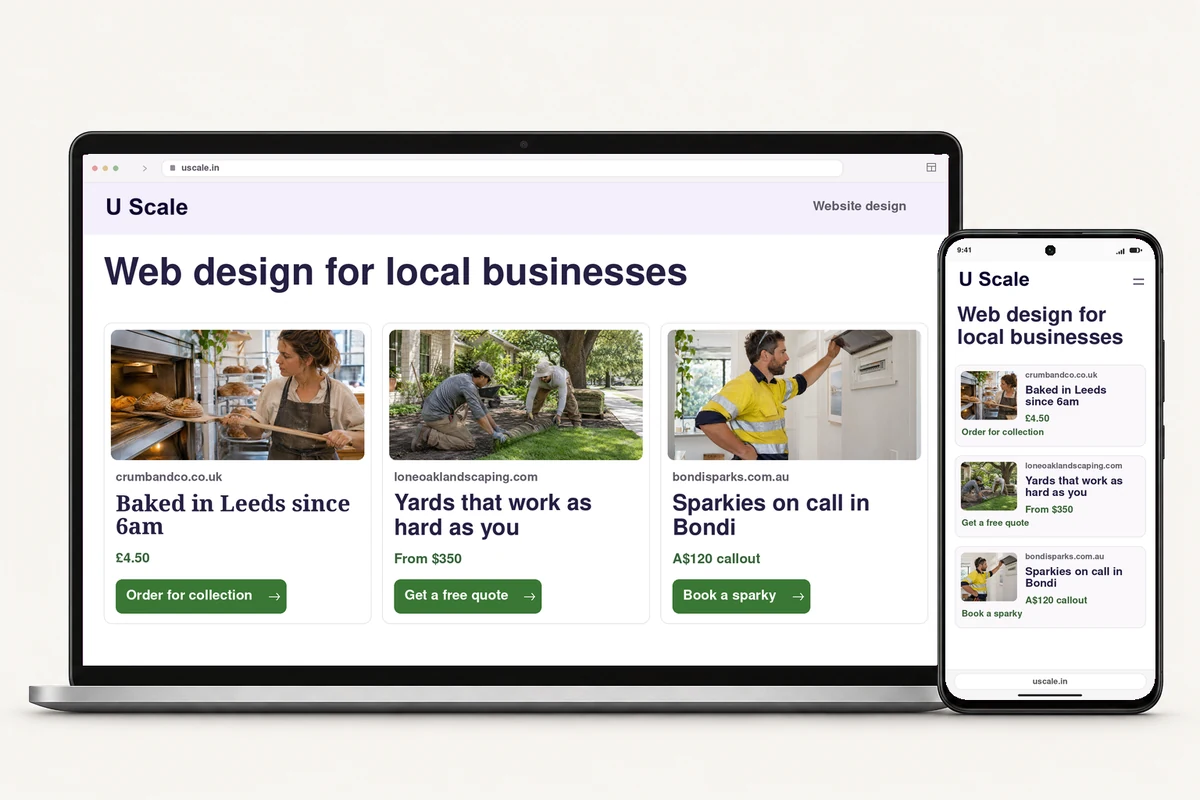 uscale.in
U Scale
Website design
Web design for local businesses
crumbandco.co.uk
Baked in Leeds since
6am
£4.50
Order for collection →
loneoaklandscaping.com
Yards that work as
hard as you
From $350
Get a free quote →
bondisparks.com.au
Sparkies on call in
Bondi
A$120 callout
Book a sparky →
9:41
U Scale
Web design for
local businesses
crumbandco.co.uk
Baked in Leeds
since 6am
£4.50
Order for collection
loneoaklandscaping.com
Yards that work as
hard as you
From $350
Get a free quote
bondisparks.com.au
Sparkies on call in
Bondi
A$120 callout
Book a sparky
uscale.in